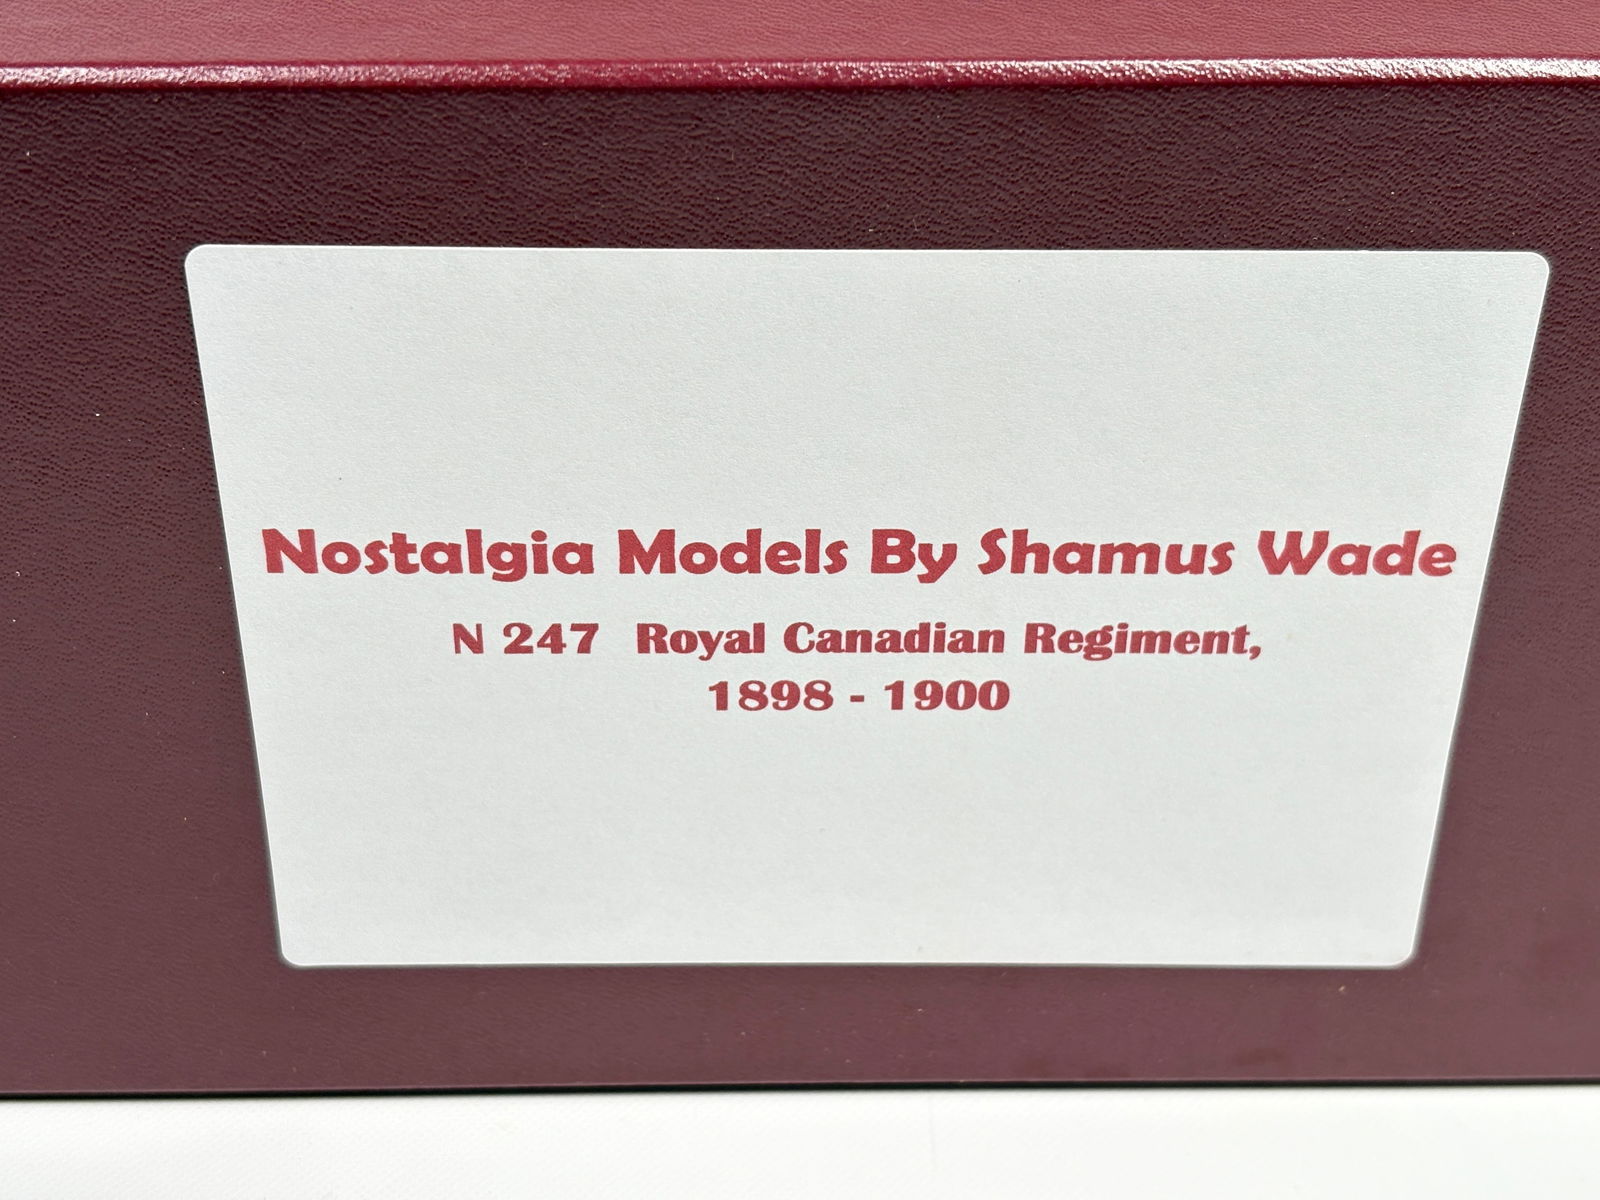 Nostalgia Models By Shamus Wade
N 247 Royal Canadian Regiment,
1898 - 1900